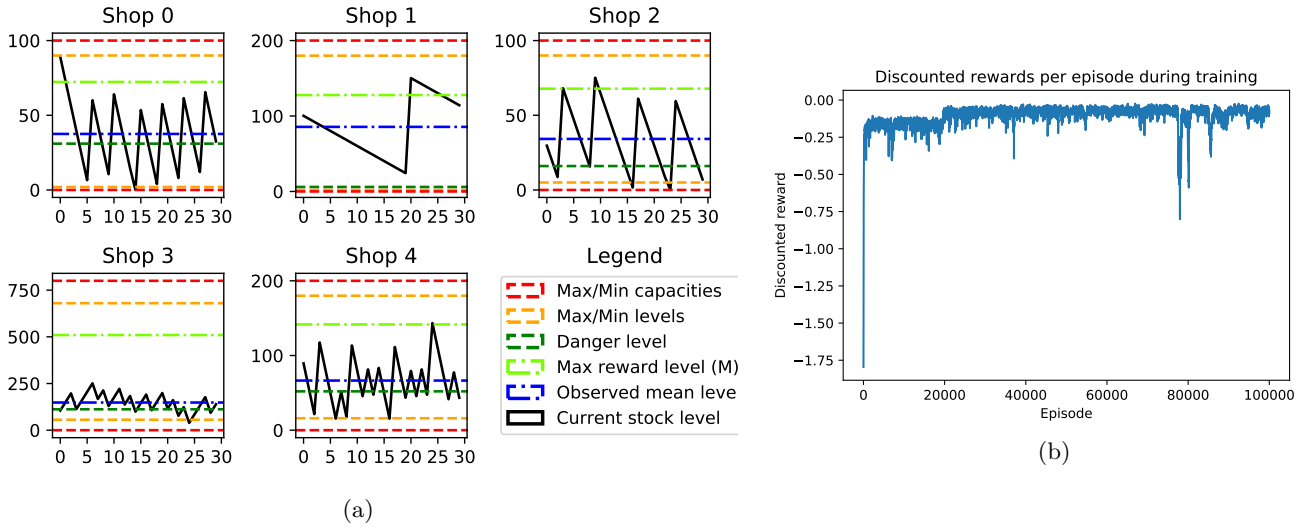 Shop 0
100
50
0
0 5 10 15 20 25 30
Shop 1
200
100
0
0 5 10 15 20 25 30
Shop 2
100
50
0
0 5 10 15 20 25 30
Shop 3
750
500
250
0
0 5 10 15 20 25 30
Shop 4
200
100
0
0 5 10 15 20 25 30
Legend
Max/Min capacities
Max/Min levels
Danger level
Max reward level (M)
Observed mean leve
Current stock level
(a)
Discounted rewards per episode during training
Discounted reward
0.00
−0.25
−0.50
−0.75
−1.00
−1.25
−1.50
−1.75
0 20000 40000 60000 80000 100000
Episode
(b)